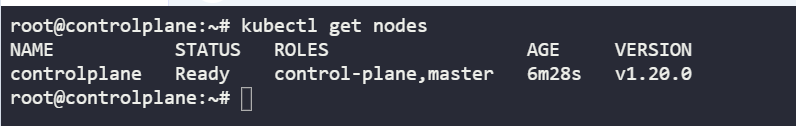 root@controlplane:~# kubectl get nodes
NAME STATUS ROLES AGE VERSION
controlplane Ready control-plane,master 6m28s v1.20.0
root@controlplane:~#